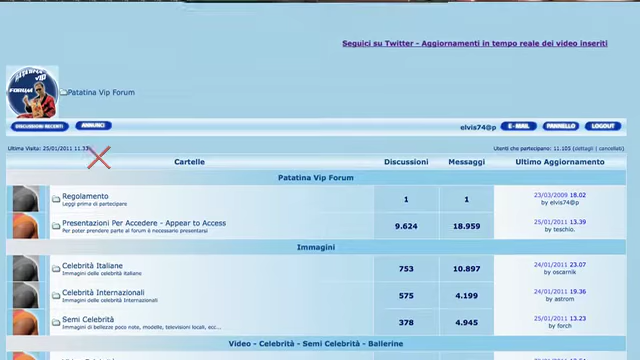 Seguici su Twitter - Aggiornamenti in tempo reale dei video inseriti
Patatina Vip Forum
DISCUSSIONI RECENTI ANNUNCI
elvis74@p E-MAIL PANNELLO LOGOUT
Ultima Visita: 25/01/2011 11.33
Utenti che partecipano: 11.105 (dettagli | cancellati)
Cartelle Discussioni Messaggi Ultimo Aggiornamento
Patatina Vip Forum
Regolamento 1 1 23/03/2009 18.02
Leggi prima di partecipare by elvis74@p
Presentazioni Per Accedere - Appear to Access 9.624 18.959 25/01/2011 13.39
Per poter prendere parte al forum è necessario presentarsi by teschio.
Immagini
Celebrità Italiane 753 10.897 24/01/2011 23.07
Immagini delle celebrità italiane by oscarnik
Celebrità Internazionali 575 4.199 24/01/2011 19.36
Immagini delle celebrità Internazionali by astrom
Semi Celebrità 378 4.945 25/01/2011 13.23
Immagini di bellezze poco note, modelle, televisioni locali, ecc... by forch
Video - Celebrità - Semi Celebrità - Ballerine